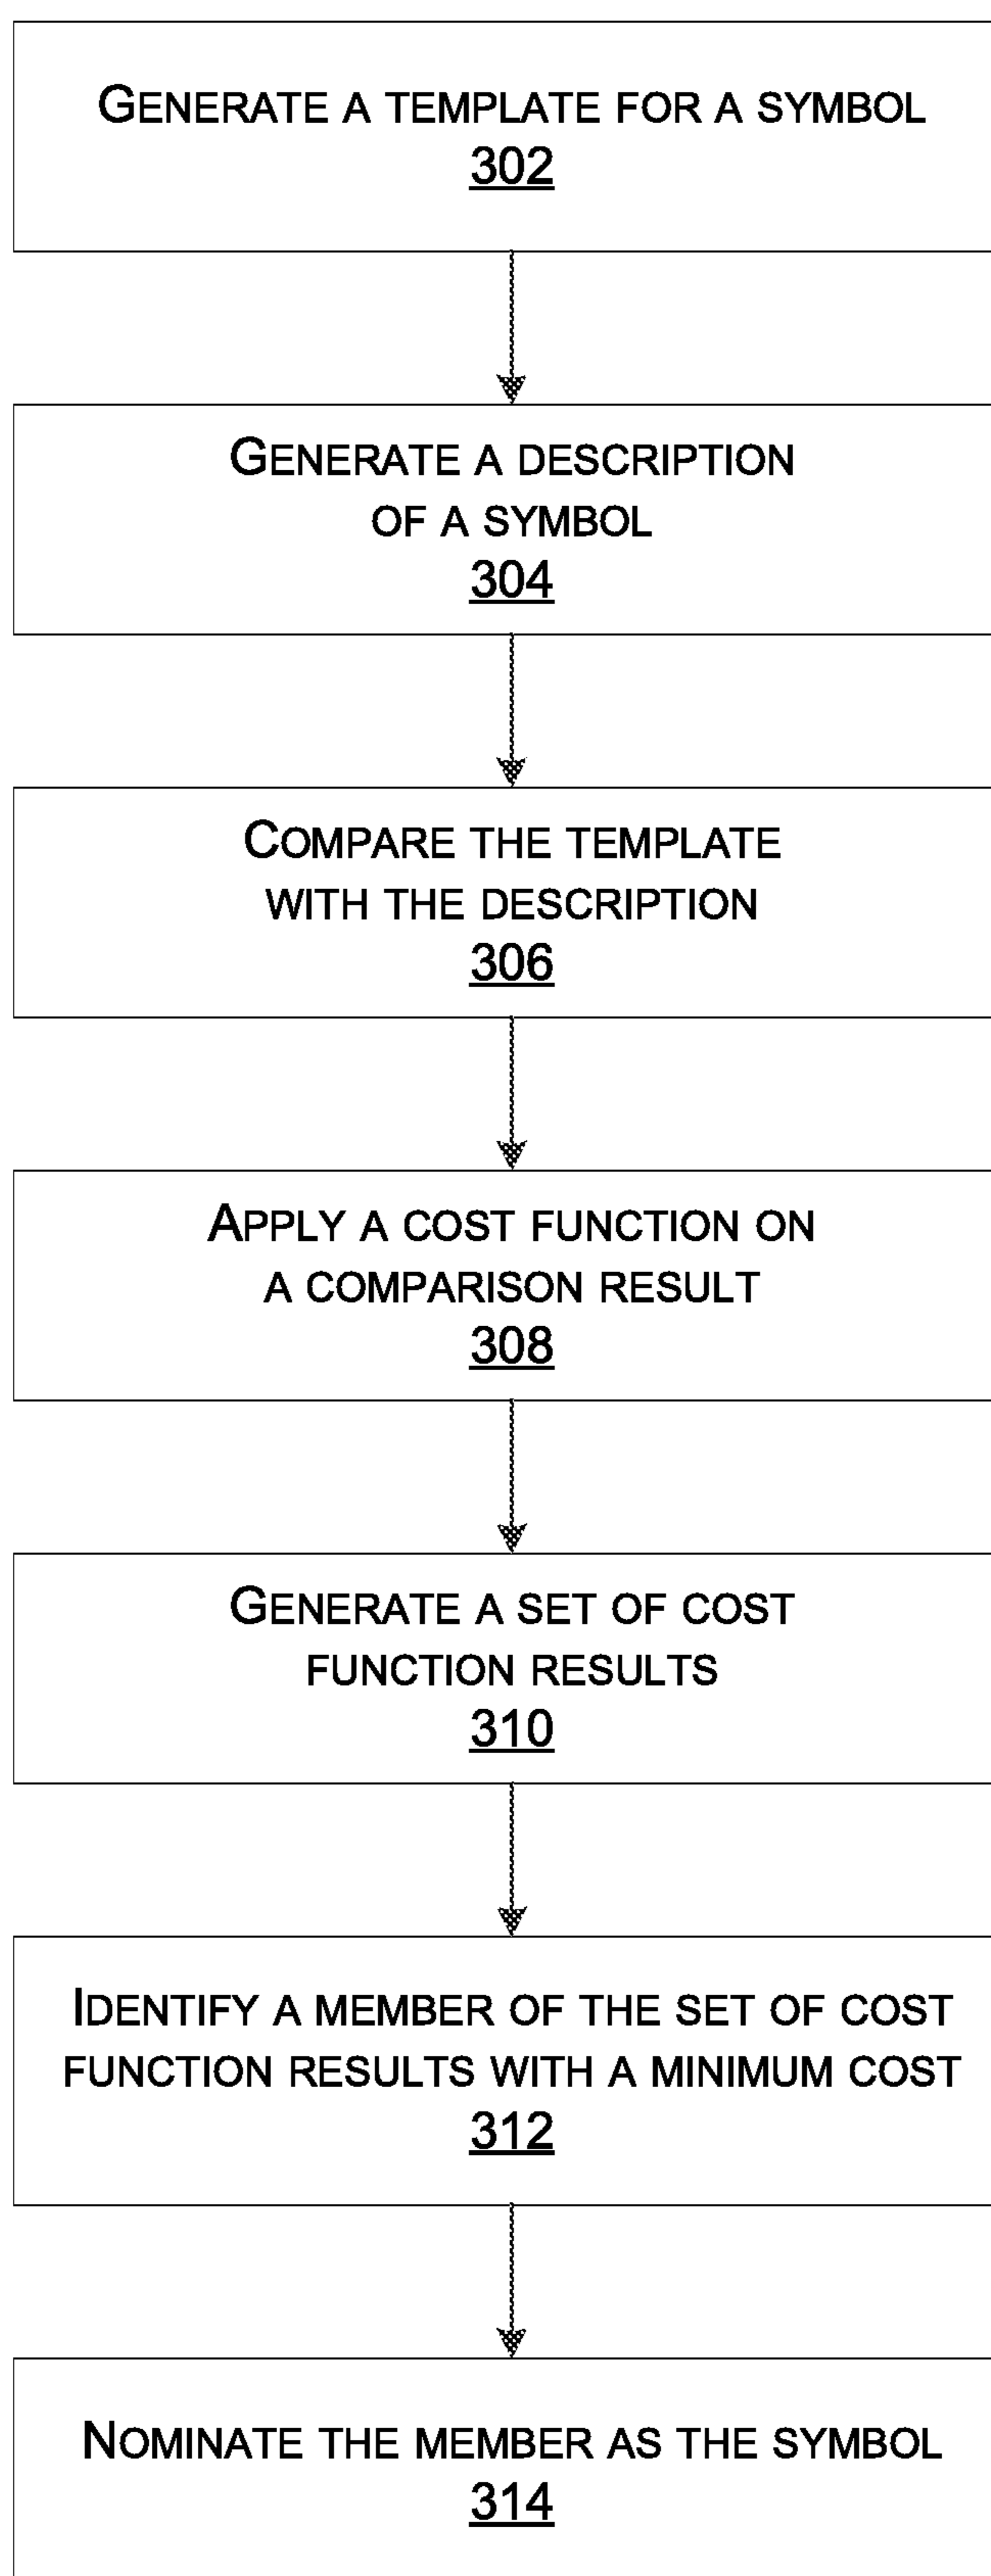 GENERATE A TEMPLATE FOR A SYMBOL
302
GENERATE A DESCRIPTION
OF A SYMBOL
304
COMPARE THE TEMPLATE
WITH THE DESCRIPTION
306
APPLY A COST FUNCTION ON
A COMPARISON RESULT
308
GENERATE A SET OF COST
FUNCTION RESULTS
310
IDENTIFY A MEMBER OF THE SET OF COST
FUNCTION RESULTS WITH A MINIMUM COST
312
NOMINATE THE MEMBER AS THE SYMBOL
314